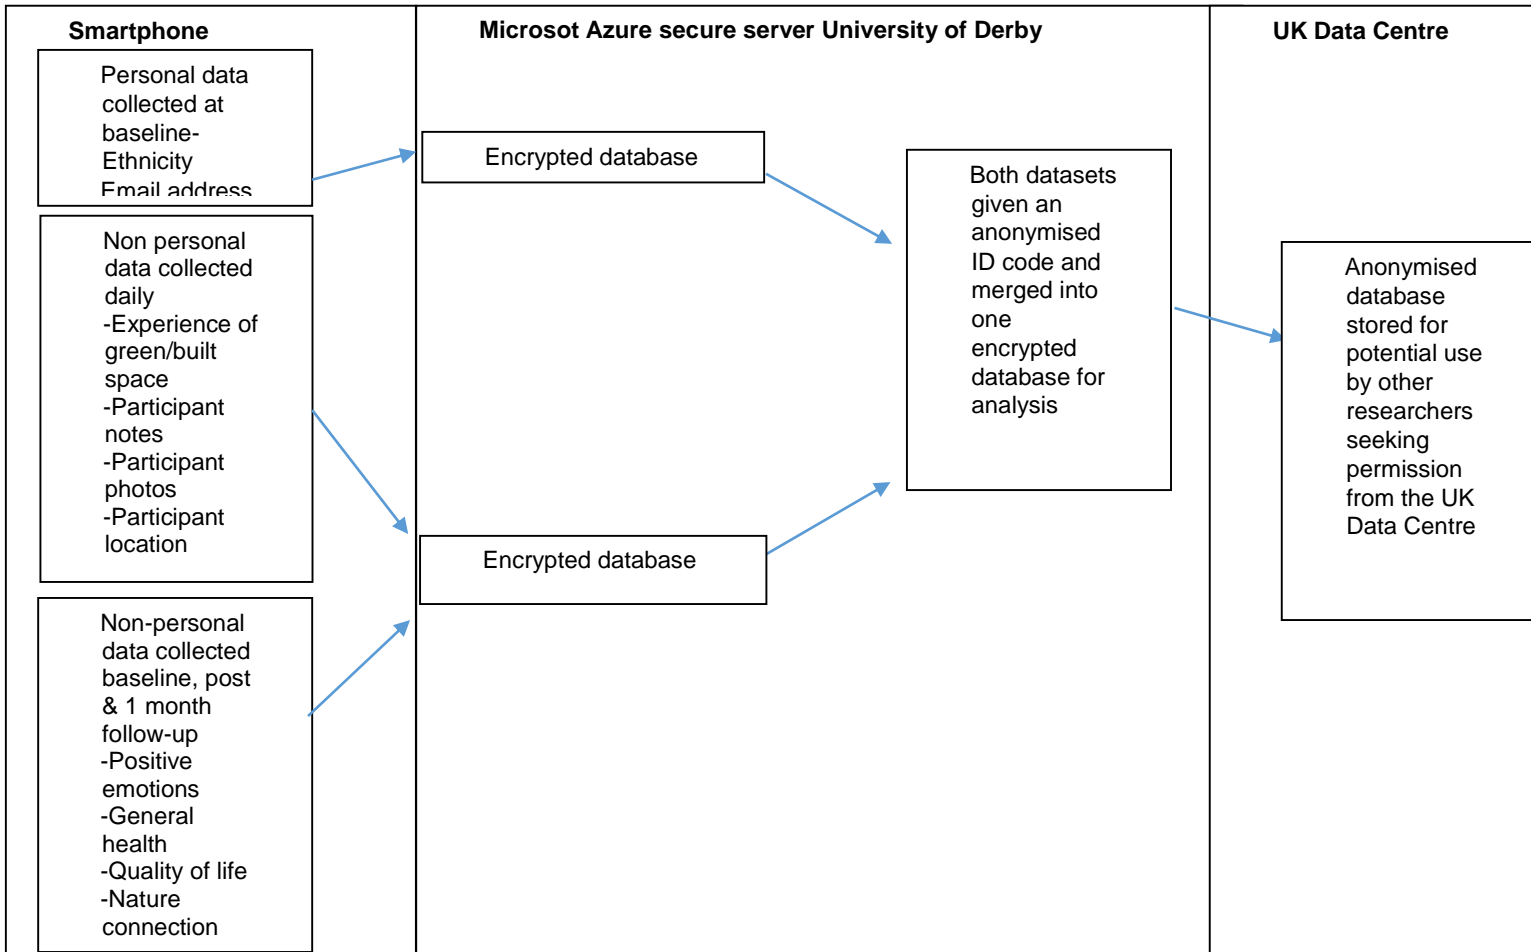 Smartphone
Personal data
collected at
baseline-
Ethnicity
Email address
Non personal
data collected
daily
-Experience of
green/built
space
-Participant
notes
-Participant
photos
-Participant
location
Non-personal
data collected
baseline, post
& 1 month
follow-up
-Positive
emotions
-General
health
-Quality of life
-Nature
connection
Microsot Azure secure server University of Derby
Encrypted database
Encrypted database
Both datasets
given an
anonymised
ID code and
merged into
one
encrypted
database for
analysis
UK Data Centre
Anonymised
database
stored for
potential use
by other
researchers
seeking
permission
from the UK
Data Centre